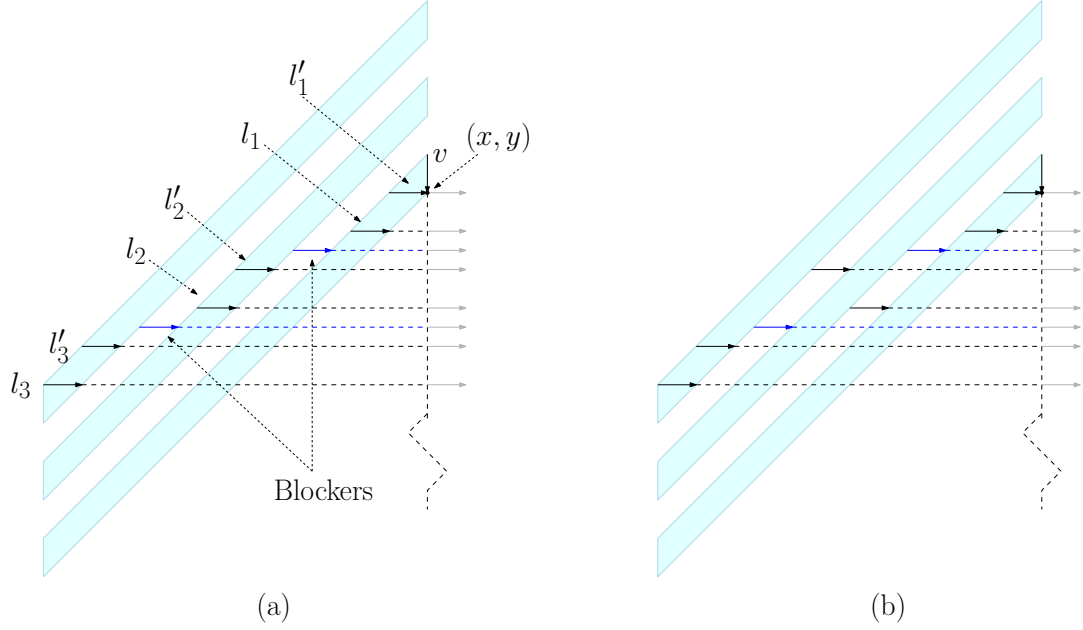 l′₁
l₁
(x, y)
v
l′₂
l₂
l′₃
l₃
Blockers
(a)
(b)